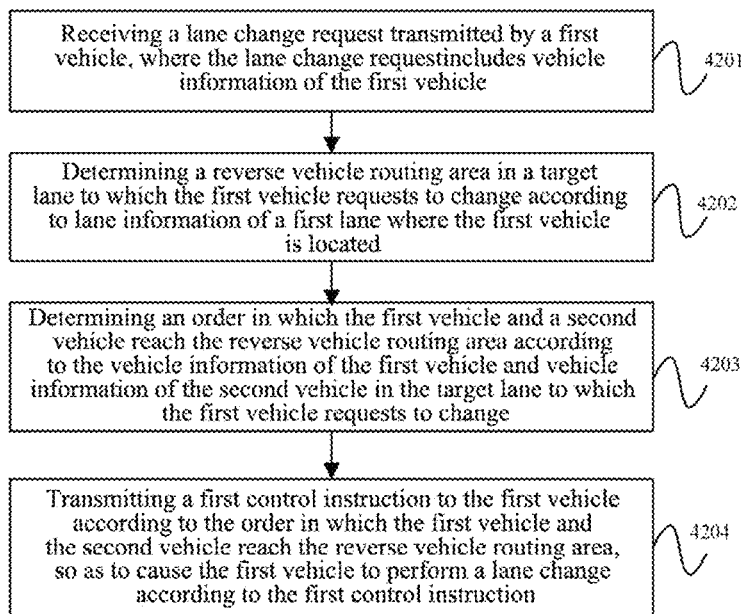 Receiving a lane change request transmitted by a first
vehicle, where the lane change requestincludes vehicle
information of the first vehicle
4201
Determining a reverse vehicle routing area in a target
lane to which the first vehicle requests to change according
to lane information of a first lane where the first vehicle
is located
4202
Determining an order in which the first vehicle and a second
vehicle reach the reverse vehicle routing area according
to the vehicle information of the first vehicle and vehicle
information of the second vehicle in the target lane to which
the first vehicle requests to change
4203
Transmitting a first control instruction to the first vehicle
according to the order in which the first vehicle and
the second vehicle reach the reverse vehicle routing area,
so as to cause the first vehicle to perform a lane change
according to the first control instruction
4204